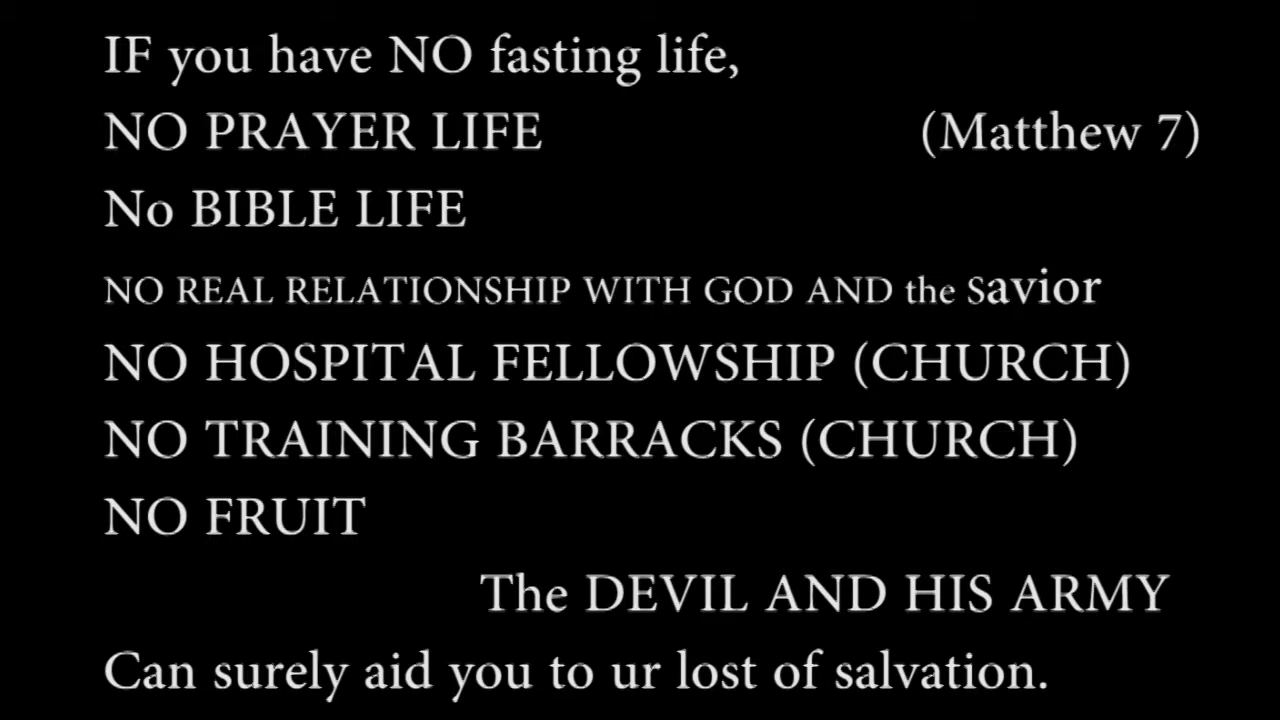 IF you have NO fasting life,
NO PRAYER LIFE (Matthew 7)
No BIBLE LIFE
NO REAL RELATIONSHIP WITH GOD AND the Savior
NO HOSPITAL FELLOWSHIP (CHURCH)
NO TRAINING BARRACKS (CHURCH)
NO FRUIT
The DEVIL AND HIS ARMY
Can surely aid you to ur lost of salvation.